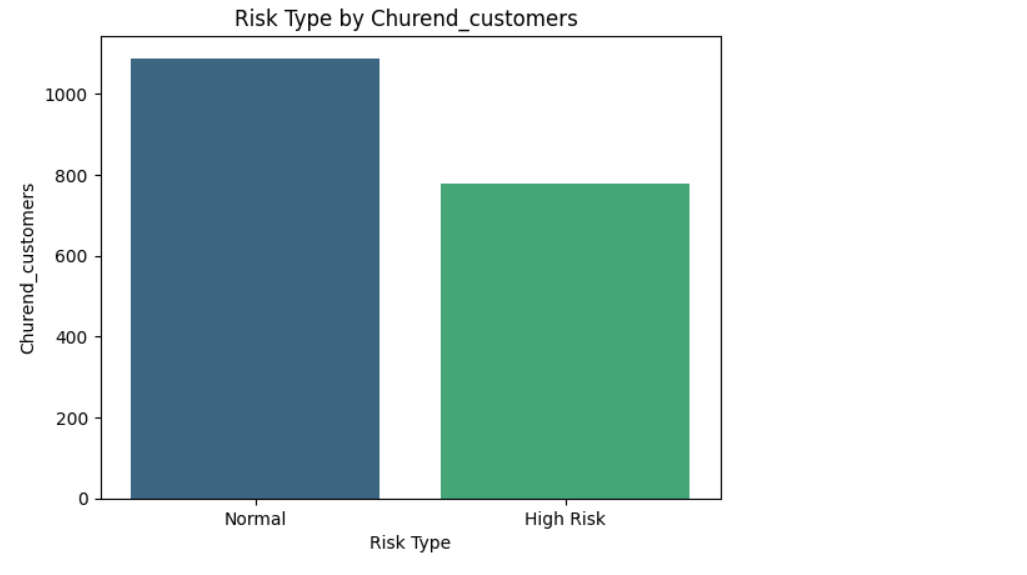 Risk Type by Churend_customers
Churend_customers
1000
800
600
400
200
0
Normal
High Risk
Risk Type